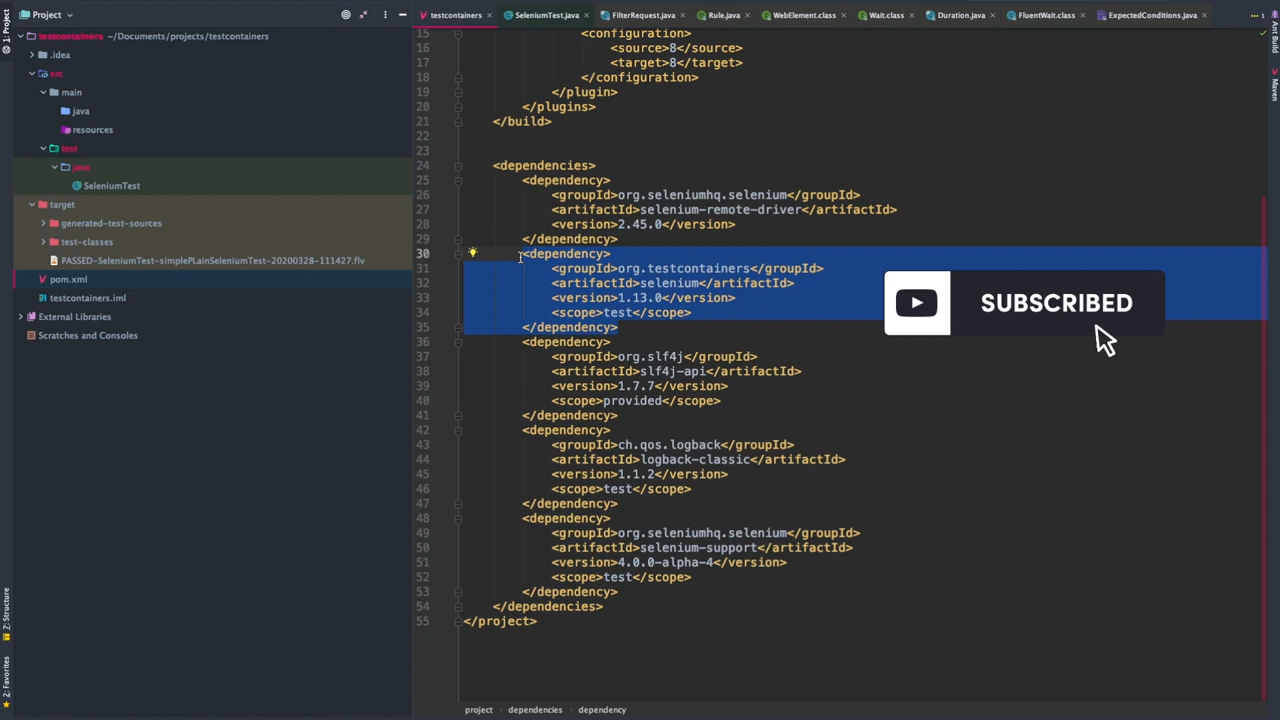 Project
testcontainers
SeleniumTest.java
FilterRequest.java
Rule.java
WebElement.class
Wait.class
Duration.java
FluentWait.class
ExpectedConditions.java
1
1: Project
testcontainers ~/Documents/projects/testcontainers
.idea
src
main
java
resources
test
java
SeleniumTest
target
generated-test-sources
test-classes
PASSED-SeleniumTest-simplePLainSeleniumTest-20200328-111427.flv
pom.xml
testcontainers.iml
External Libraries
Scratches and Consoles
Z: Structure
2: Favorites
15 <configuration>
16 <source>8</source>
17 <target>8</target>
18 </configuration>
19 </plugin>
20 </plugins>
21 </build>
22
23
24 <dependencies>
25 <dependency>
26 <groupId>org.seleniumhq.selenium</groupId>
27 <artifactId>selenium-remote-driver</artifactId>
28 <version>2.45.0</version>
29 </dependency>
30 <dependency>
31 <groupId>org.testcontainers</groupId>
32 <artifactId>selenium</artifactId>
33 <version>1.13.0</version>
34 <scope>test</scope>
35 </dependency>
36 <dependency>
37 <groupId>org.slf4j</groupId>
38 <artifactId>slf4j-api</artifactId>
39 <version>1.7.7</version>
40 <scope>provided</scope>
41 </dependency>
42 <dependency>
43 <groupId>ch.qos.logback</groupId>
44 <artifactId>logback-classic</artifactId>
45 <version>1.1.2</version>
46 <scope>test</scope>
47 </dependency>
48 <dependency>
49 <groupId>org.seleniumhq.selenium</groupId>
50 <artifactId>selenium-support</artifactId>
51 <version>4.0.0-alpha-4</version>
52 <scope>test</scope>
53 </dependency>
54 </dependencies>
55 </project>
SUBSCRIBED
Ant Build
Maven
project
dependencies
dependency